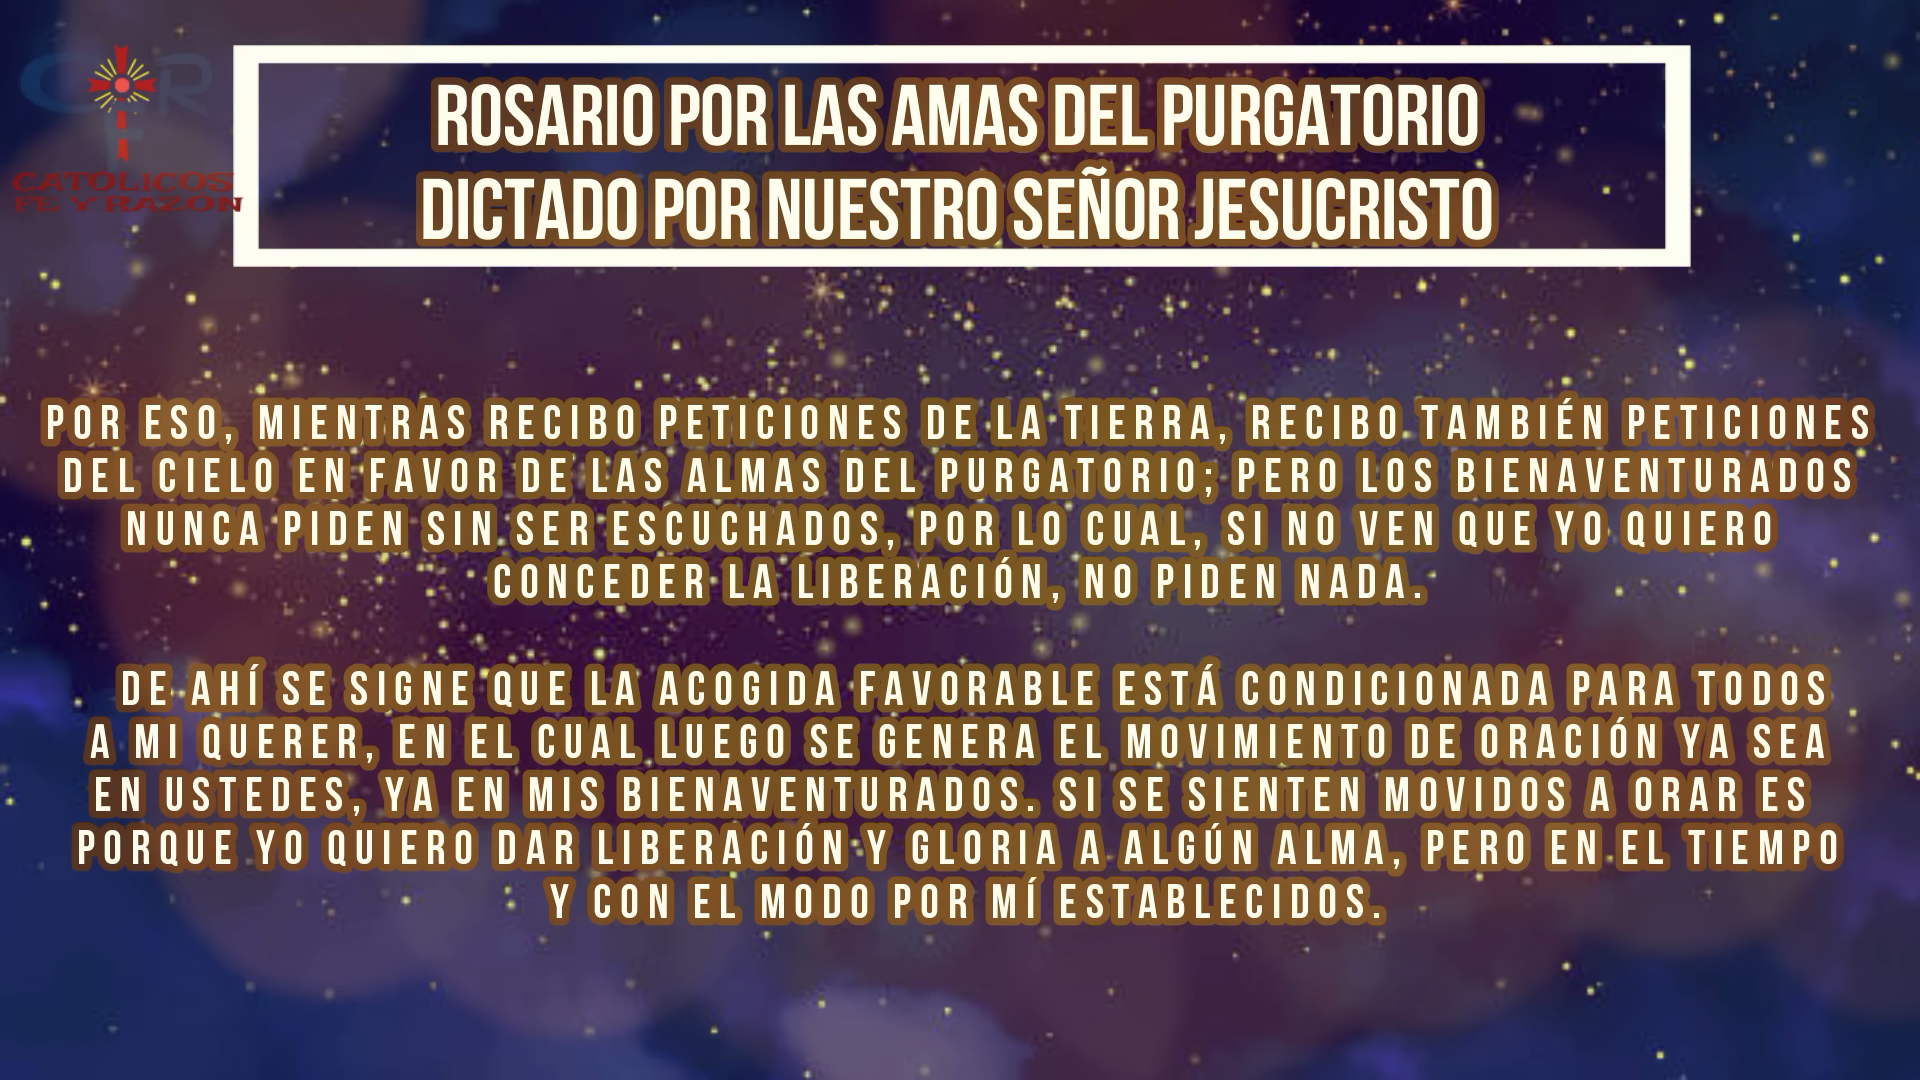 ROSARIO POR LAS AMAS DEL PURGATORIO
DICTADO POR NUESTRO SEÑOR JESUCRISTO
CATÓLICOS
FE Y RAZÓN
POR ESO, MIENTRAS RECIBO PETICIONES DE LA TIERRA, RECIBO TAMBIÉN PETICIONES
DEL CIELO EN FAVOR DE LAS ALMAS DEL PURGATORIO; PERO LOS BIENAVENTURADOS
NUNCA PIDEN SIN SER ESCUCHADOS, POR LO CUAL, SI NO VEN QUE YO QUIERO
CONCEDER LA LIBERACIÓN, NO PIDEN NADA.
DE AHÍ SE SIGNE QUE LA ACOGIDA FAVORABLE ESTÁ CONDICIONADA PARA TODOS
A MI QUERER, EN EL CUAL LUEGO SE GENERA EL MOVIMIENTO DE ORACIÓN YA SEA
EN USTEDES, YA EN MIS BIENAVENTURADOS. SI SE SIENTEN MOVIDOS A ORAR ES
PORQUE YO QUIERO DAR LIBERACIÓN Y GLORIA A ALGÚN ALMA, PERO EN EL TIEMPO
Y CON EL MODO POR MÍ ESTABLECIDOS.